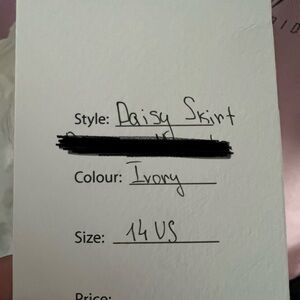 Style: Daisy Skirt
Colour: Ivory
Size: 14 US
Price: